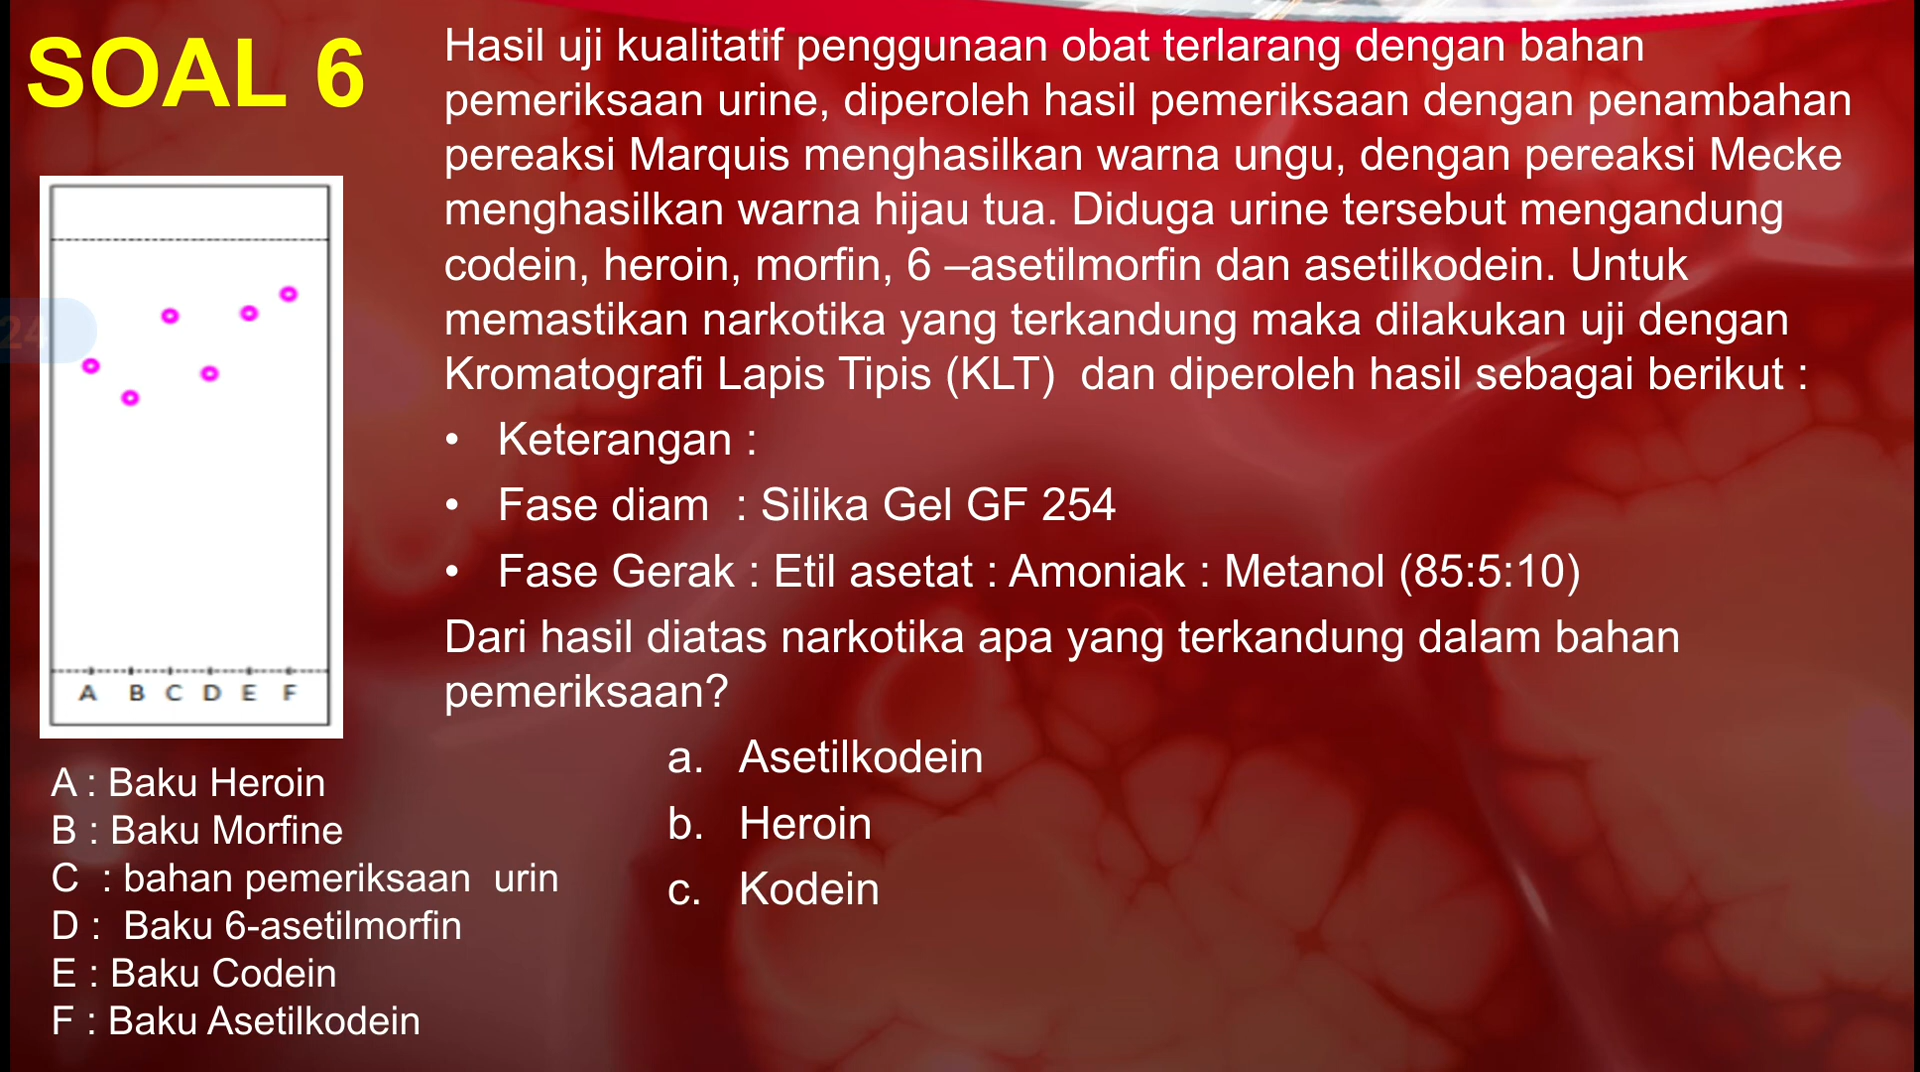 SOAL 6
Hasil uji kualitatif penggunaan obat terlarang dengan bahan
pemeriksaan urine, diperoleh hasil pemeriksaan dengan penambahan
pereaksi Marquis menghasilkan warna ungu, dengan pereaksi Mecke
menghasilkan warna hijau tua. Diduga urine tersebut mengandung
codein, heroin, morfin, 6 –asetilmorfin dan asetilkodein. Untuk
memastikan narkotika yang terkandung maka dilakukan uji dengan
Kromatografi Lapis Tipis (KLT) dan diperoleh hasil sebagai berikut :
• Keterangan :
• Fase diam : Silika Gel GF 254
• Fase Gerak : Etil asetat : Amoniak : Metanol (85:5:10)
Dari hasil diatas narkotika apa yang terkandung dalam bahan
pemeriksaan?
a. Asetilkodein
b. Heroin
c. Kodein
24
A B C D E F
A : Baku Heroin
B : Baku Morfine
C : bahan pemeriksaan urin
D : Baku 6-asetilmorfin
E : Baku Codein
F : Baku Asetilkodein